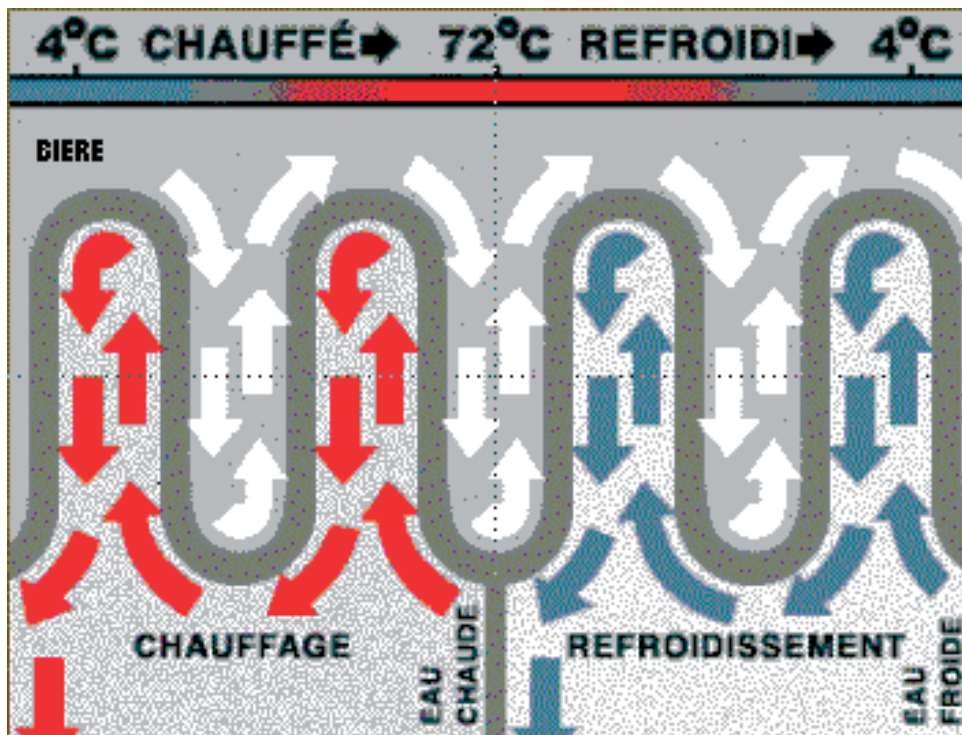 4°C CHAUFFÉ➡ 72°C REFROIDI➡ 4°C
BIERE
CHAUFFAGE
EAU
CHAUDE
REFROIDISSEMENT
EAU
FROIDE